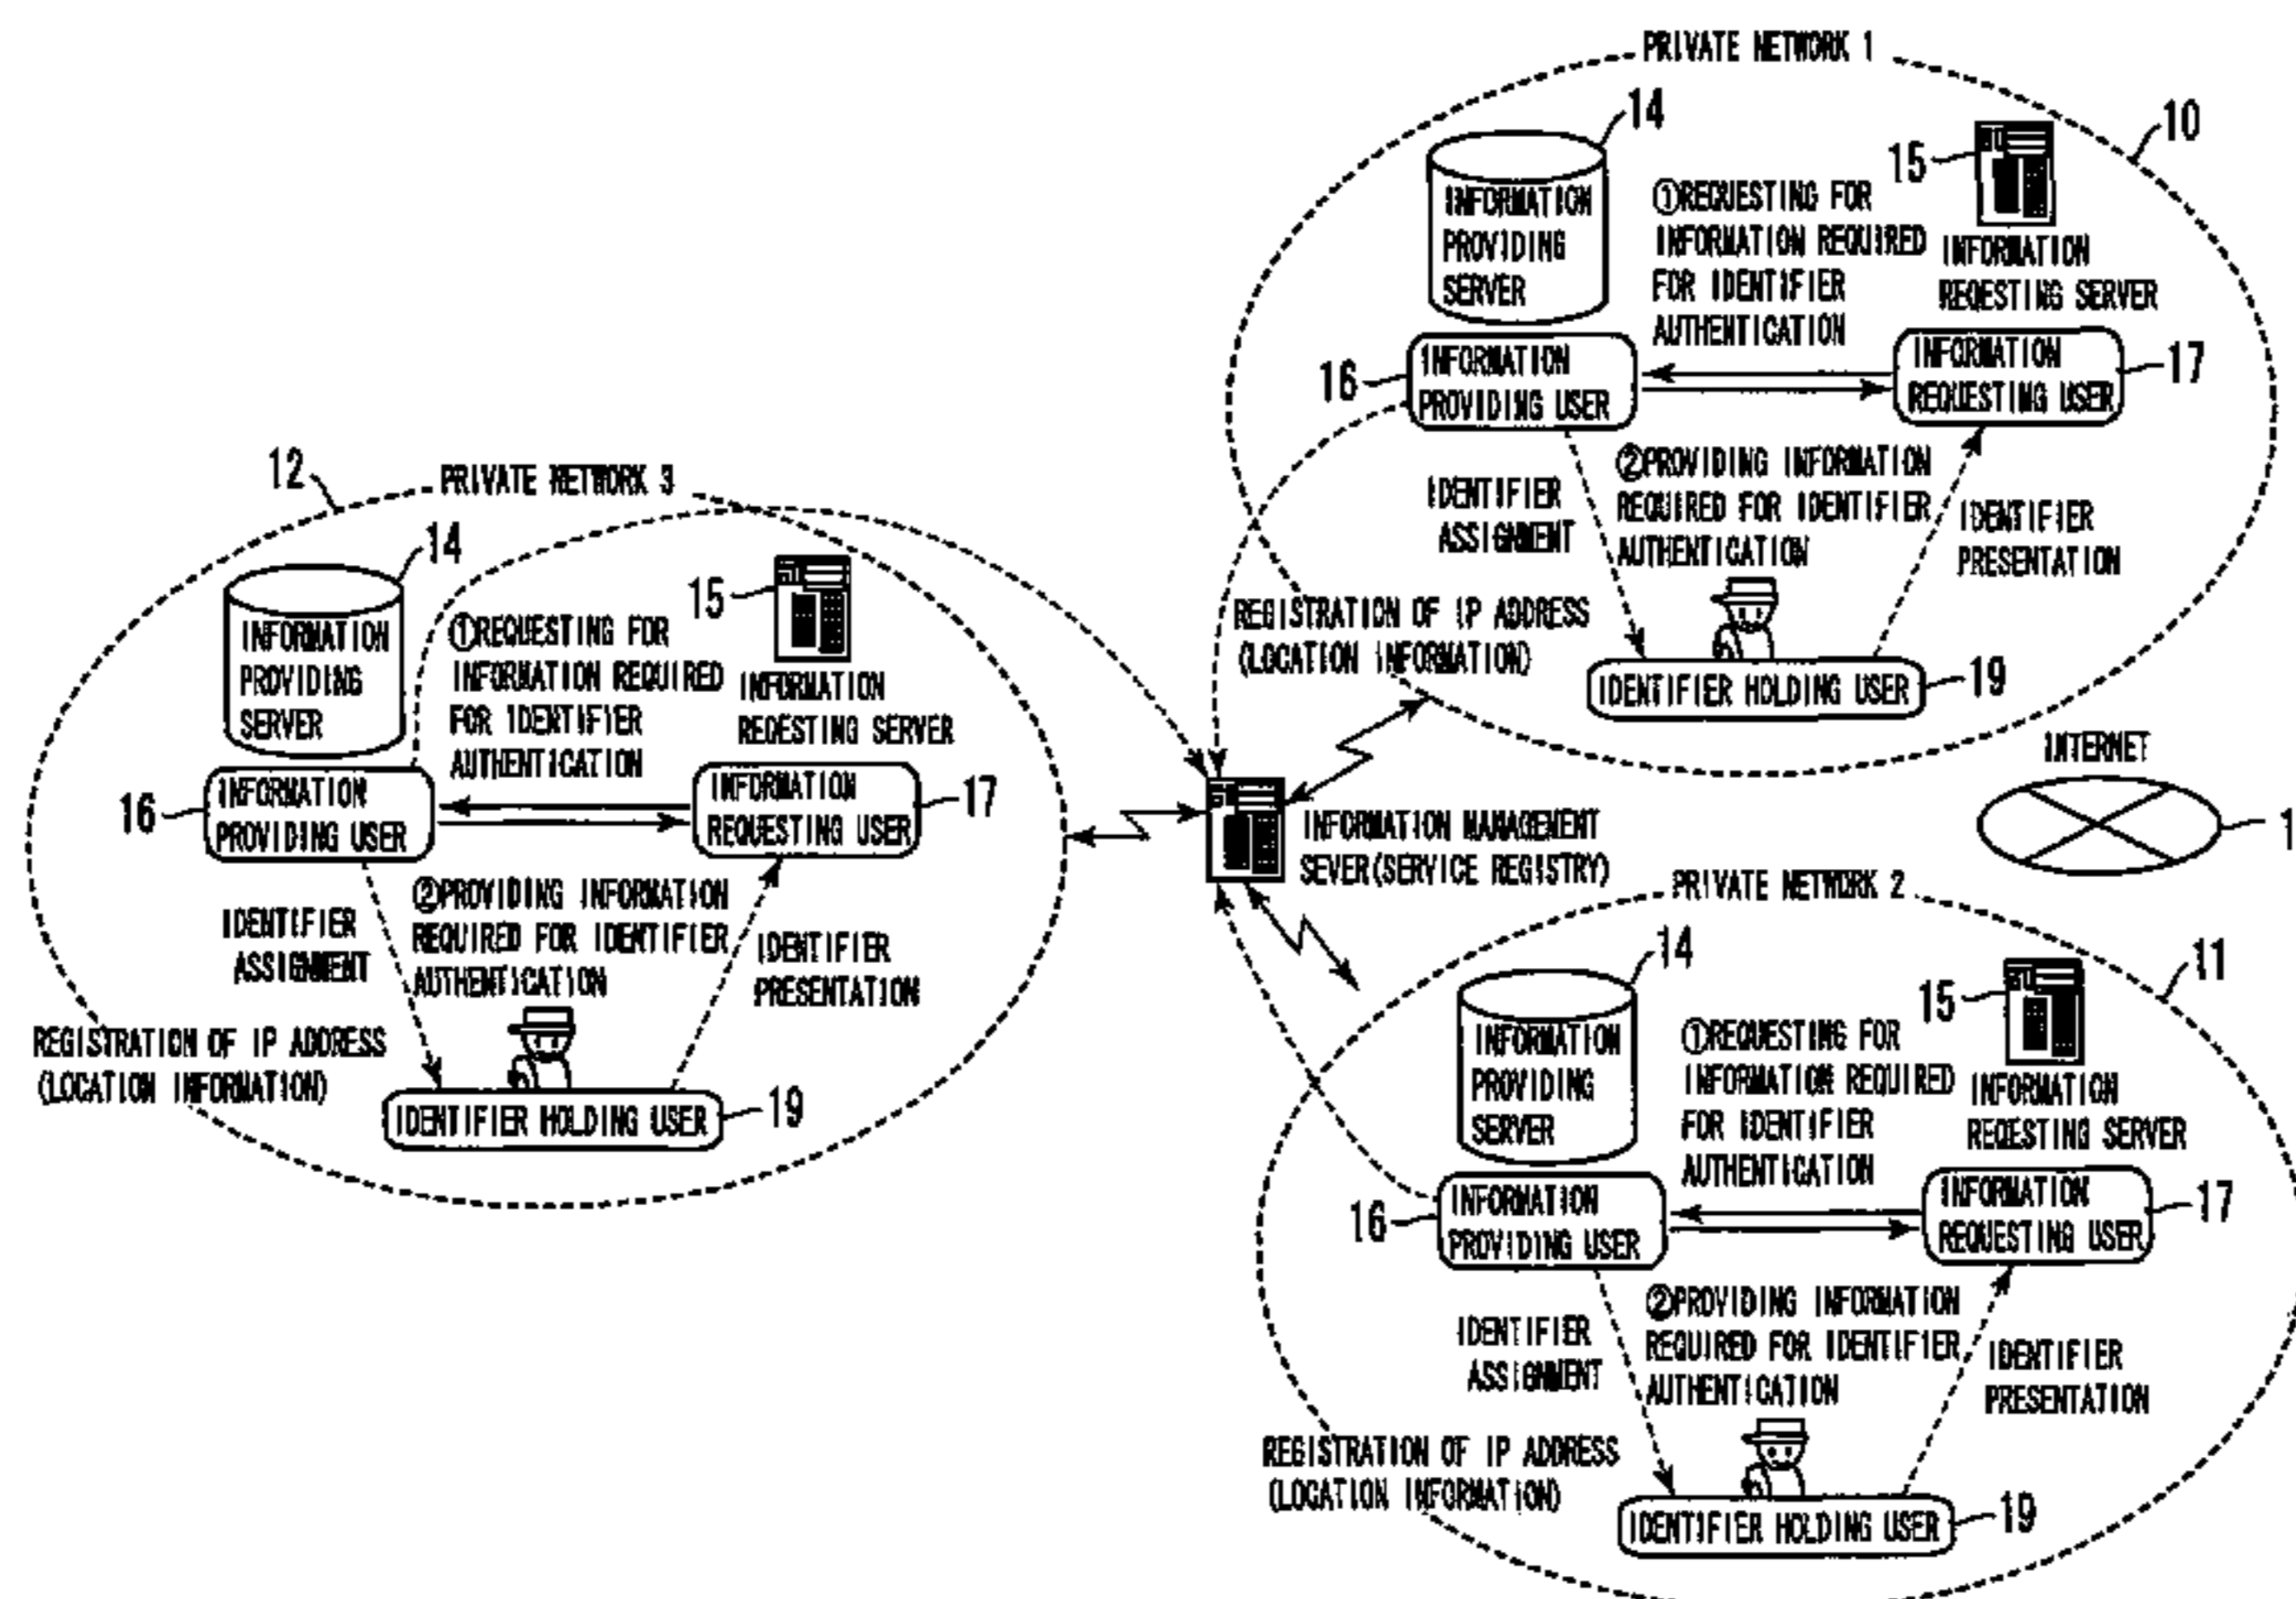 PRIVATE NETWORK 1
14
10
15
INFORMATION
PROVIDING
SERVER
①REQUESTING FOR
INFORMATION REQUIRED
FOR IDENTIFIER
AUTHENTICATION
INFORMATION
REQESTING SERVER
16
INFORMATION
PROVIDING USER
INFORMATION
REQUESTING USER
17
IDENTIFIER
ASSIGNMENT
②PROVIDING INFORMATION
REQUIRED FOR IDENTIFIER
AUTHENTICATION
IDENTIFIER
PRESENTATION
REGISTRATION OF IP ADDRESS
(LOCATION INFORMATION)
IDENTIFIER HOLDING USER
19
12
PRIVATE NETWORK 3
14
15
INFORMATION
PROVIDING
SERVER
①REQUESTING FOR
INFORMATION REQUIRED
FOR IDENTIFIER
AUTHENTICATION
INFORMATION
REQESTING SERVER
16
INFORMATION
PROVIDING USER
INFORMATION
REQUESTING USER
17
IDENTIFIER
ASSIGNMENT
②PROVIDING INFORMATION
REQUIRED FOR IDENTIFIER
AUTHENTICATION
IDENTIFIER
PRESENTATION
REGISTRATION OF IP ADDRESS
(LOCATION INFORMATION)
IDENTIFIER HOLDING USER
19
INFORMATION MANAGEMENT
SEVER(SERVICE REGISTRY)
INTERNET
1
PRIVATE NETWORK 2
14
11
15
INFORMATION
PROVIDING
SERVER
①REQUESTING FOR
INFORMATION REQUIRED
FOR IDENTIFIER
AUTHENTICATION
INFORMATION
REQESTING SERVER
16
INFORMATION
PROVIDING USER
INFORMATION
REQUESTING USER
17
IDENTIFIER
ASSIGNMENT
②PROVIDING INFORMATION
REQUIRED FOR IDENTIFIER
AUTHENTICATION
IDENTIFIER
PRESENTATION
REGISTRATION OF IP ADDRESS
(LOCATION INFORMATION)
IDENTIFIER HOLDING USER
19